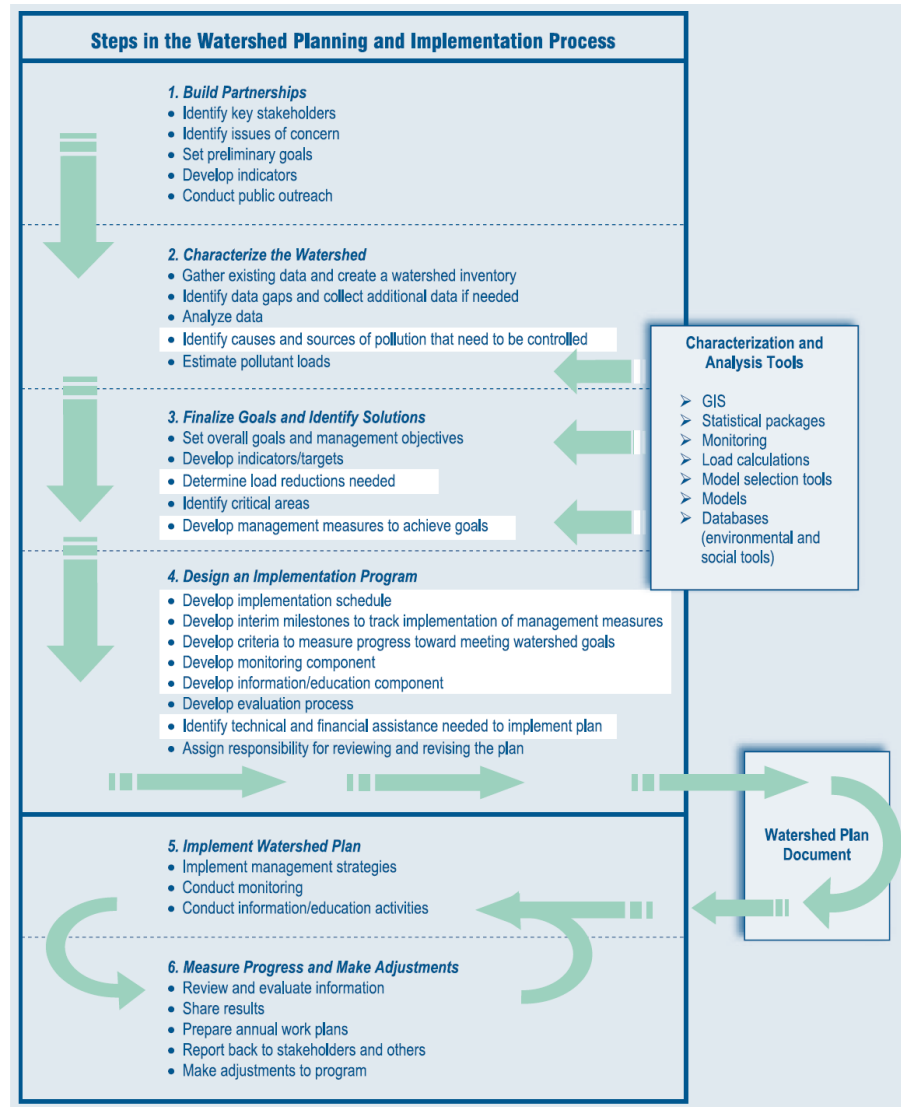 Steps in the Watershed Planning and Implementation Process
1. Build Partnerships
• Identify key stakeholders
• Identify issues of concern
• Set preliminary goals
• Develop indicators
• Conduct public outreach
2. Characterize the Watershed
• Gather existing data and create a watershed inventory
• Identify data gaps and collect additional data if needed
• Analyze data
• Identify causes and sources of pollution that need to be controlled
• Estimate pollutant loads
3. Finalize Goals and Identify Solutions
• Set overall goals and management objectives
• Develop indicators/targets
• Determine load reductions needed
• Identify critical areas
• Develop management measures to achieve goals
Characterization and
Analysis Tools
➢ GIS
➢ Statistical packages
➢ Monitoring
➢ Load calculations
➢ Model selection tools
➢ Models
➢ Databases
(environmental and
social tools)
4. Design an Implementation Program
• Develop implementation schedule
• Develop interim milestones to track implementation of management measures
• Develop criteria to measure progress toward meeting watershed goals
• Develop monitoring component
• Develop information/education component
• Develop evaluation process
• Identify technical and financial assistance needed to implement plan
• Assign responsibility for reviewing and revising the plan
Watershed Plan
Document
5. Implement Watershed Plan
• Implement management strategies
• Conduct monitoring
• Conduct information/education activities
6. Measure Progress and Make Adjustments
• Review and evaluate information
• Share results
• Prepare annual work plans
• Report back to stakeholders and others
• Make adjustments to program